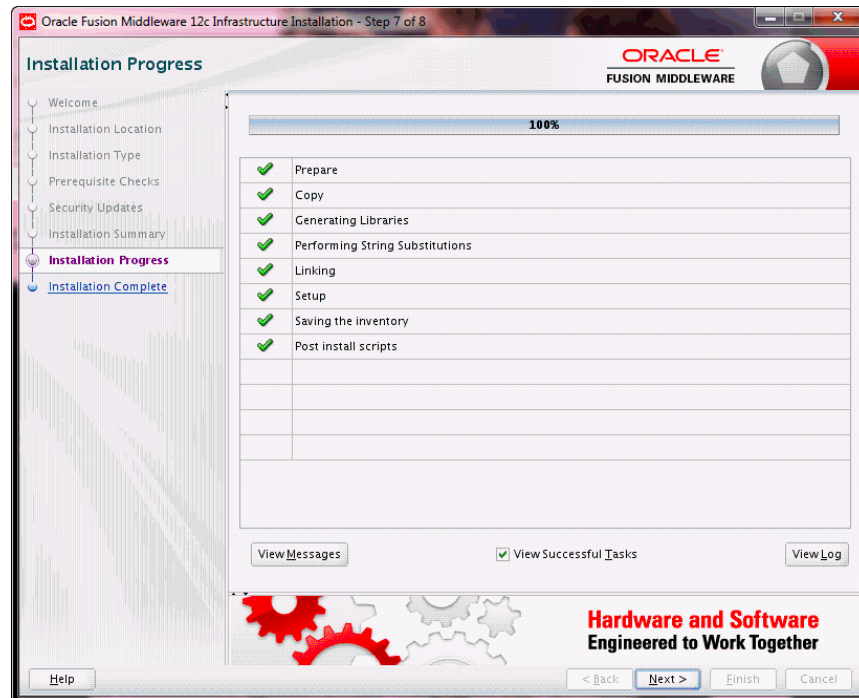 Oracle Fusion Middleware 12c Infrastructure Installation - Step 7 of 8
Installation Progress
ORACLE
FUSION MIDDLEWARE
Welcome
Installation Location
Installation Type
Prerequisite Checks
Security Updates
Installation Summary
Installation Progress
Installation Complete
100%
Prepare
Copy
Generating Libraries
Performing String Substitutions
Linking
Setup
Saving the inventory
Post install scripts
View Messages
View Successful Tasks
View Log
Hardware and Software
Engineered to Work Together
Help
< Back
Next >
Finish
Cancel